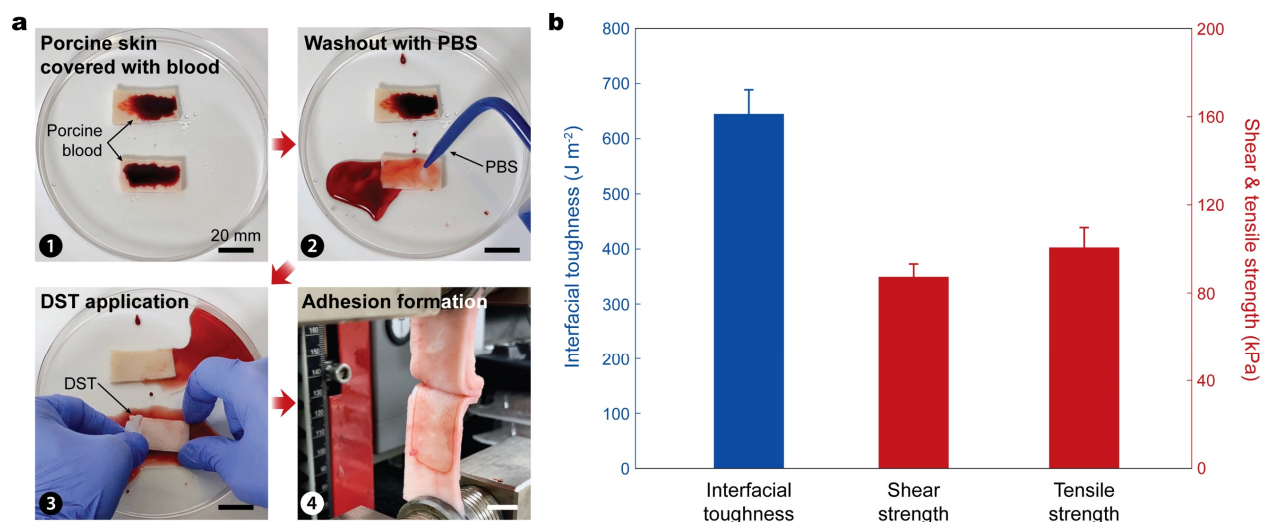 a
Porcine skin
covered with blood
Porcine
blood
20 mm
1
Washout with PBS
PBS
2
DST application
DST
3
Adhesion formation
4
b
Interfacial toughness (J m-2)
800
700
600
500
400
300
200
100
0
Shear & tensile strength (kPa)
200
160
120
80
40
0
Interfacial
toughness
Shear
strength
Tensile
strength